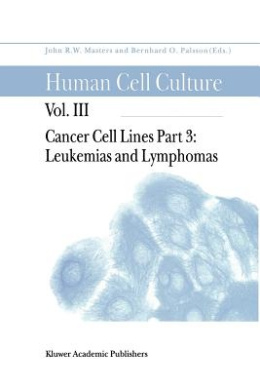 John R.W. Masters and Bernhard O. Palsson (Eds.)
Human Cell Culture
Vol. III
Cancer Cell Lines Part 3:
Leukemias and Lymphomas
Kluwer Academic Publishers